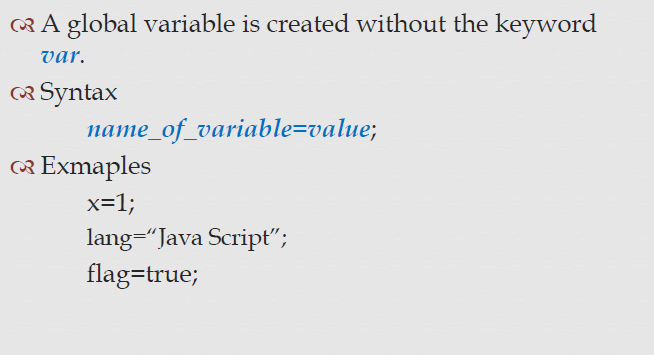 A global variable is created without the keyword
var.
Syntax
name_of_variable=value;
Exmaples
x=1;
lang=“Java Script”;
flag=true;